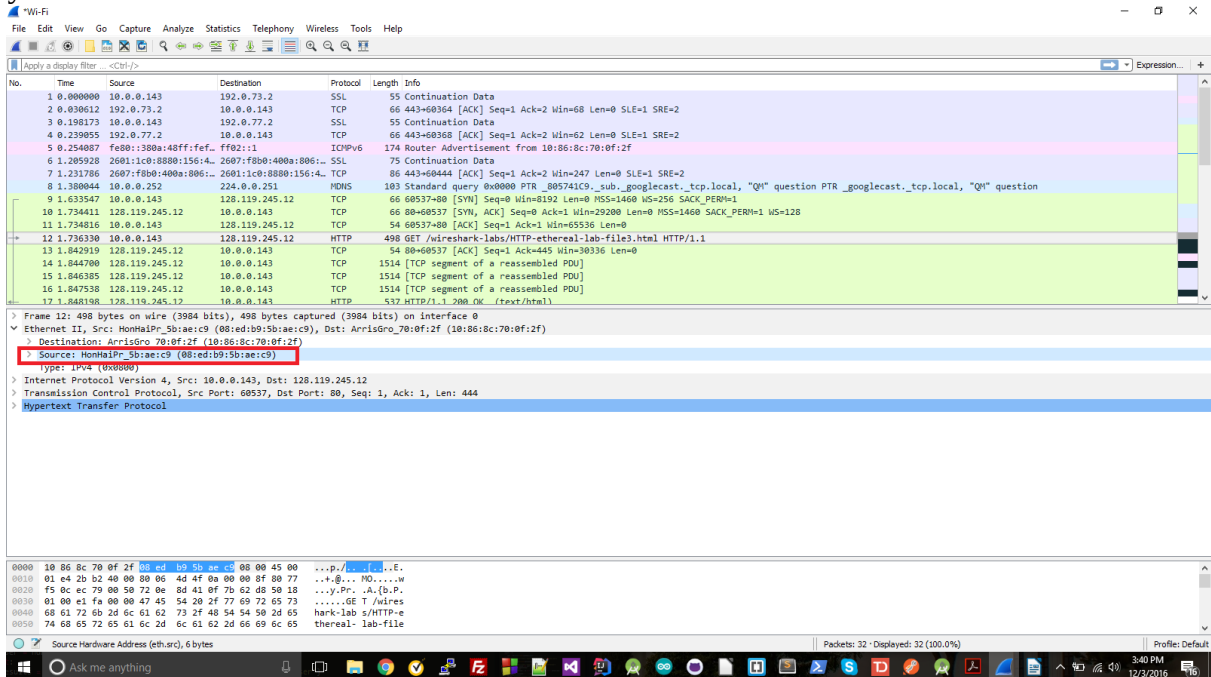 *Wi-Fi
File Edit View Go Capture Analyze Statistics Telephony Wireless Tools Help
Apply a display filter ... <Ctrl-/> Expression... +
No. Time Source Destination Protocol Length Info
1 0.000000 10.0.0.143 192.0.73.2 SSL 55 Continuation Data
2 0.030612 192.0.73.2 10.0.0.143 TCP 66 443→60364 [ACK] Seq=1 Ack=2 Win=68 Len=0 SLE=1 SRE=2
3 0.198173 10.0.0.143 192.0.77.2 SSL 55 Continuation Data
4 0.239055 192.0.77.2 10.0.0.143 TCP 66 443→60368 [ACK] Seq=1 Ack=2 Win=62 Len=0 SLE=1 SRE=2
5 0.254087 fe80::380a:48ff:fef… ff02::1 ICMPv6 174 Router Advertisement from 10:86:8c:70:0f:2f
6 1.205928 2601:1c0:8880:156:4… 2607:f8b0:400a:806:… SSL 75 Continuation Data
7 1.231786 2607:f8b0:400a:806:… 2601:1c0:8880:156:4… TCP 86 443→60444 [ACK] Seq=1 Ack=2 Win=247 Len=0 SLE=1 SRE=2
8 1.380044 10.0.0.252 224.0.0.251 MDNS 103 Standard query 0x0000 PTR _805741C9._sub._googlecast._tcp.local, "QM" question PTR _googlecast._tcp.local, "QM" question
9 1.633547 10.0.0.143 128.119.245.12 TCP 66 60537→80 [SYN] Seq=0 Win=8192 Len=0 MSS=1460 WS=256 SACK_PERM=1
10 1.734411 128.119.245.12 10.0.0.143 TCP 66 80→60537 [SYN, ACK] Seq=0 Ack=1 Win=29200 Len=0 MSS=1460 SACK_PERM=1 WS=128
11 1.734816 10.0.0.143 128.119.245.12 TCP 54 60537→80 [ACK] Seq=1 Ack=1 Win=65536 Len=0
12 1.736330 10.0.0.143 128.119.245.12 HTTP 498 GET /wireshark-labs/HTTP-ethereal-lab-file3.html HTTP/1.1
13 1.842919 128.119.245.12 10.0.0.143 TCP 54 80→60537 [ACK] Seq=1 Ack=445 Win=30336 Len=0
14 1.844700 128.119.245.12 10.0.0.143 TCP 1514 [TCP segment of a reassembled PDU]
15 1.846385 128.119.245.12 10.0.0.143 TCP 1514 [TCP segment of a reassembled PDU]
16 1.847538 128.119.245.12 10.0.0.143 TCP 1514 [TCP segment of a reassembled PDU]
17 1.848198 128.119.245.12 10.0.0.143 HTTP 537 HTTP/1.1 200 OK (text/html)
Frame 12: 498 bytes on wire (3984 bits), 498 bytes captured (3984 bits) on interface 0
Ethernet II, Src: HonHaiPr_5b:ae:c9 (08:ed:b9:5b:ae:c9), Dst: ArrisGro_70:0f:2f (10:86:8c:70:0f:2f)
Destination: ArrisGro_70:0f:2f (10:86:8c:70:0f:2f)
Source: HonHaiPr_5b:ae:c9 (08:ed:b9:5b:ae:c9)
Type: IPv4 (0x0800)
Internet Protocol Version 4, Src: 10.0.0.143, Dst: 128.119.245.12
Transmission Control Protocol, Src Port: 60537, Dst Port: 80, Seq: 1, Ack: 1, Len: 444
Hypertext Transfer Protocol
0000 10 86 8c 70 0f 2f 08 ed b9 5b ae c9 08 00 45 00 ...p./.. .[....E.
0010 01 e4 2b b2 40 00 80 06 4d 4f 0a 00 00 8f 80 77 ..+.@... MO.....w
0020 f5 0c ec 79 00 50 72 0e 8d 41 0f 7b 62 d8 50 18 ...y.Pr. .A.{b.P.
0030 01 00 e1 fa 00 00 47 45 54 20 2f 77 69 72 65 73 ......GE T /wires
0040 68 61 72 6b 2d 6c 61 62 73 2f 48 54 54 50 2d 65 hark-lab s/HTTP-e
0050 74 68 65 72 65 61 6c 2d 6c 61 62 2d 66 69 6c 65 thereal- lab-file
Source Hardware Address (eth.src), 6 bytes Packets: 32 · Displayed: 32 (100.0%) Profile: Default
Ask me anything 3:40 PM
12/3/2016